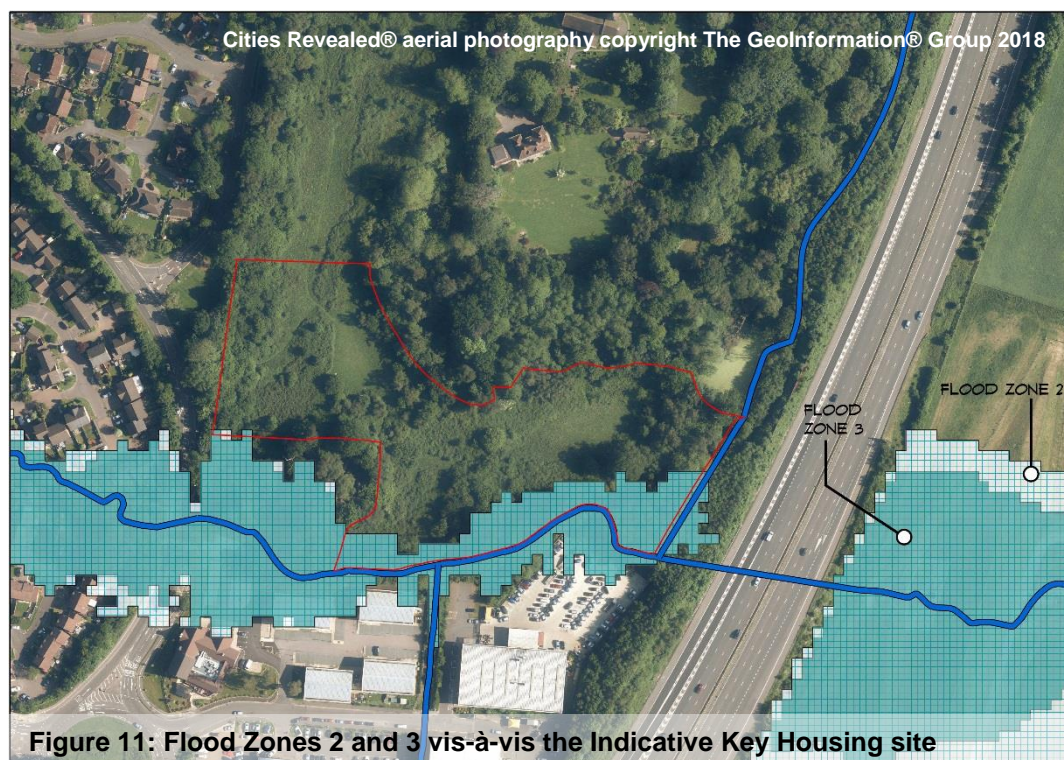 Cities Revealed® aerial photography copyright The GeoInformation® Group 2018
FLOOD ZONE 2
FLOOD
ZONE 3
Figure 11: Flood Zones 2 and 3 vis-à-vis the Indicative Key Housing site